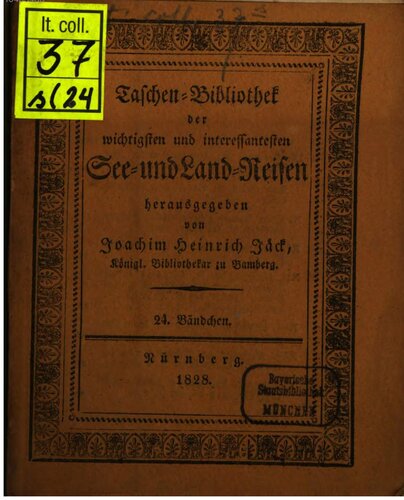 It. coll.
37
s(24
Taschen-Bibliothek
der
wichtigsten und interessantesten
See- und Land-Reisen
herausgegeben
von
Joachim Heinrich Jäck,
Königl. Bibliothekar zu Bamberg.
24. Bändchen.
Nürnberg.
1828.
Bayerische
Staatsbibliothek
MÜNCHEN